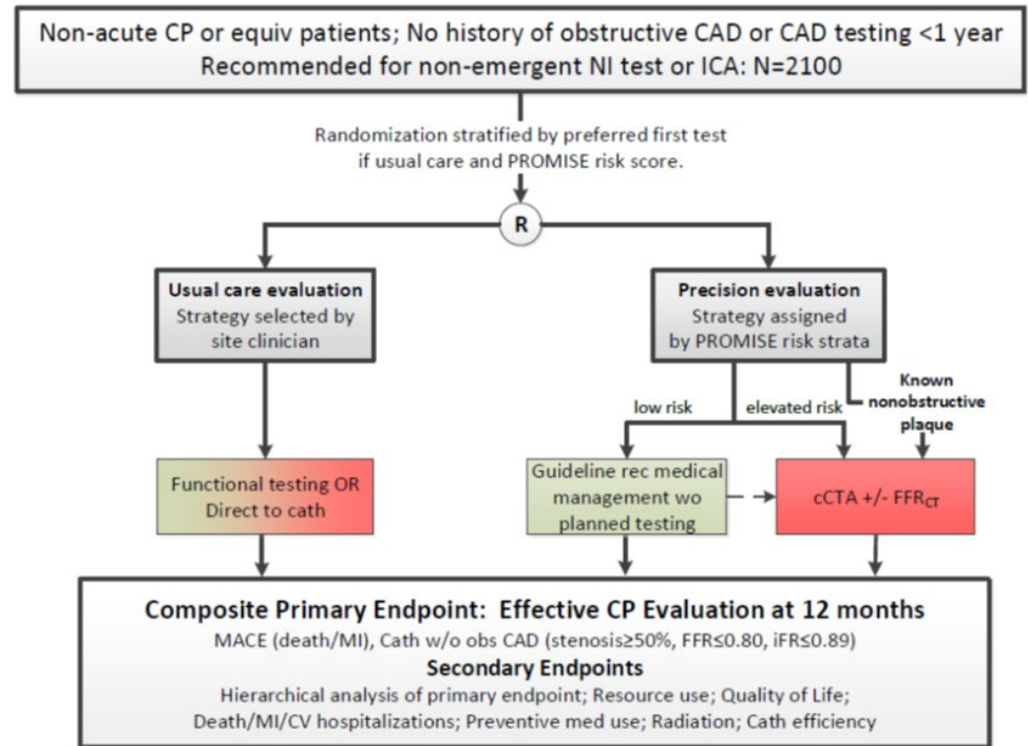 Non-acute CP or equiv patients; No history of obstructive CAD or CAD testing <1 year
Recommended for non-emergent NI test or ICA: N=2100
Randomization stratified by preferred first test
if usual care and PROMISE risk score.
R
Usual care evaluation
Strategy selected by
site clinician
Precision evaluation
Strategy assigned
by PROMISE risk strata
low risk
elevated risk
Known
nonobstructive
plaque
Functional testing OR
Direct to cath
Guideline rec medical
management wo
planned testing
cCTA +/- FFRCT
Composite Primary Endpoint: Effective CP Evaluation at 12 months
MACE (death/MI), Cath w/o obs CAD (stenosis≥50%, FFR≤0.80, iFR≤0.89)
Secondary Endpoints
Hierarchical analysis of primary endpoint; Resource use; Quality of Life;
Death/MI/CV hospitalizations; Preventive med use; Radiation; Cath efficiency